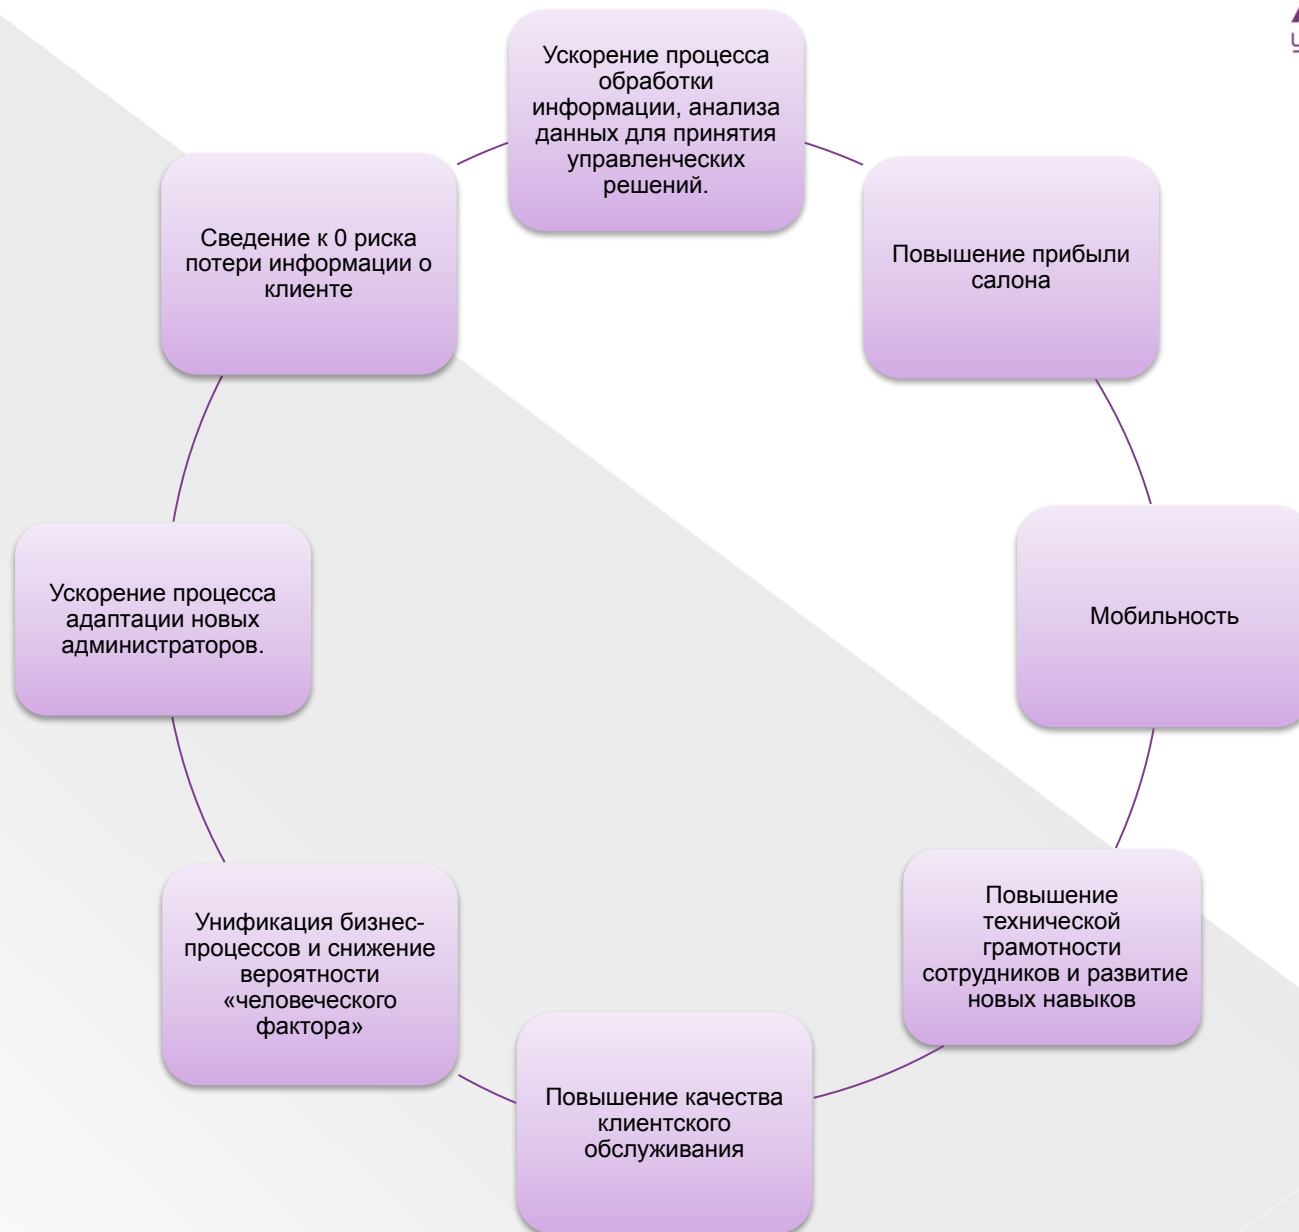 Ускорение процесса
обработки
информации, анализа
данных для принятия
управленческих
решений.
Повышение прибыли
салона
Мобильность
Повышение
технической
грамотности
сотрудников и развитие
новых навыков
Повышение качества
клиентского
обслуживания
Унификация бизнес-
процессов и снижение
вероятности
«человеческого
фактора»
Ускорение процесса
адаптации новых
администраторов.
Сведение к 0 риска
потери информации о
клиенте